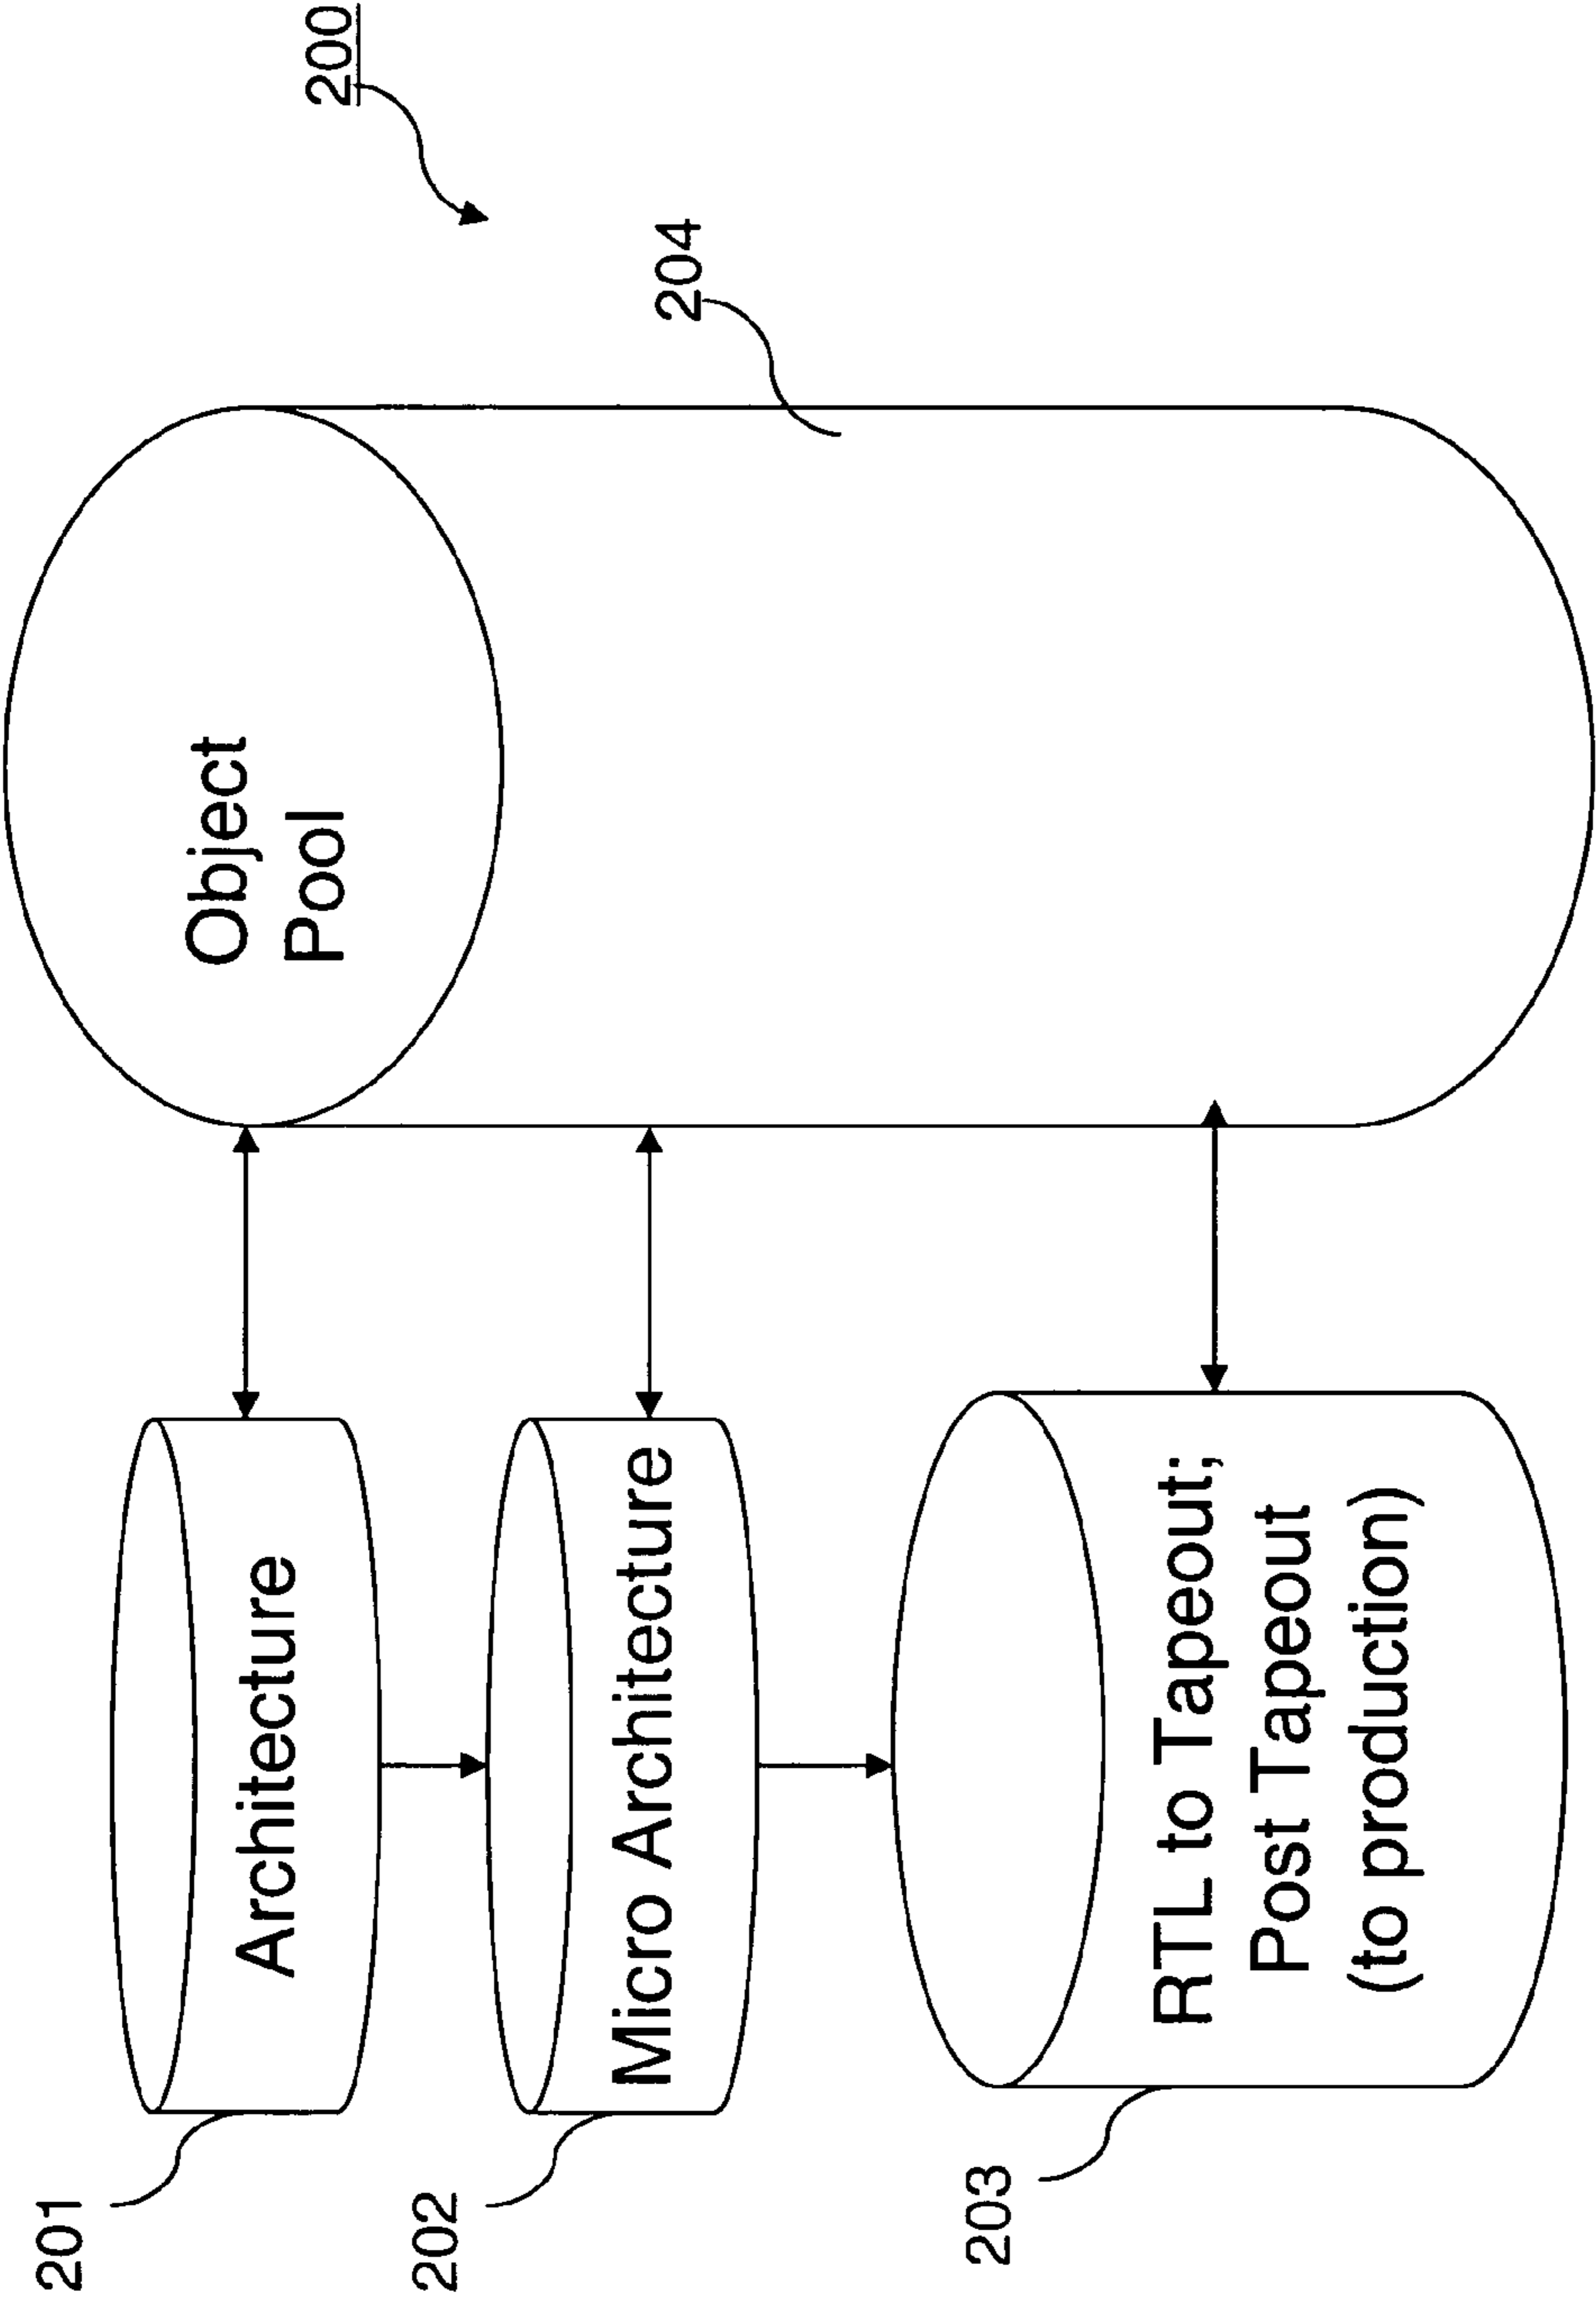 201
Architecture
Object
Pool
200
202
Micro Architecture
204
203
RTL to Tapeout;
Post Tapeout
(to production)